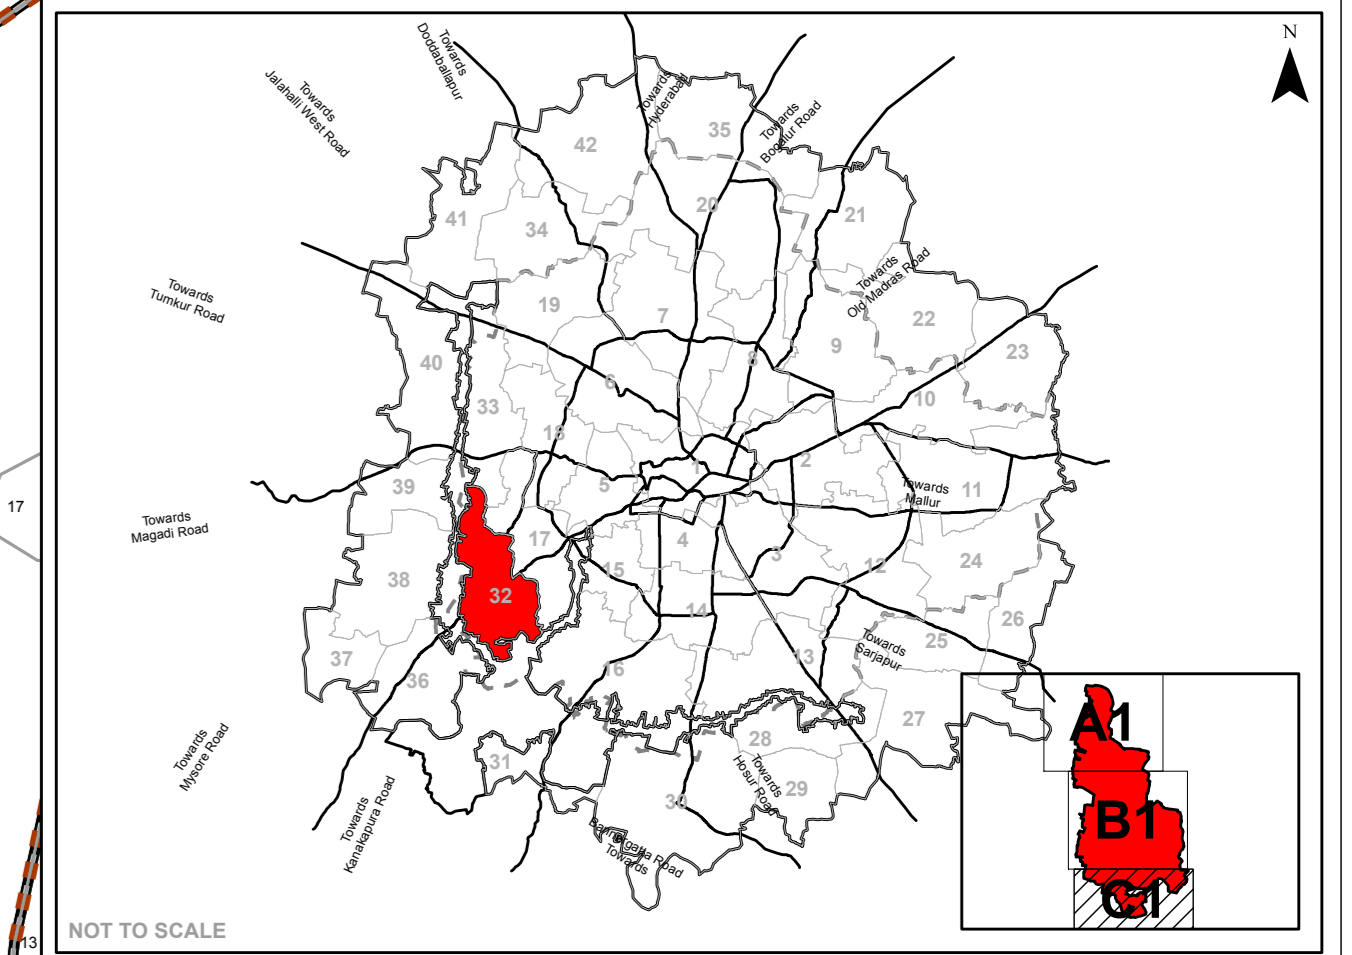 N
Towards
Doddaballapur
Towards
Jalahalli West Road
Towards
Hyderabad
Towards
Bogalur Road
42
35
41
34
20
21
Towards
Old Madras Road
Towards
Tumkur Road
19
7
22
9
8
23
40
6
10
33
18
1
2
39
5
Towards
Mallur
11
17
Towards
Magadi Road
17
4
3
12
24
38
15
32
14
26
25
Towards
Sarjapur
37
36
16
13
27
28
Towards
Mysore Road
31
Towards
Hosur Road
29
30
Towards
Kanakapura Road
Bannergatta Road
Towards
A1
B1
C1
NOT TO SCALE
13